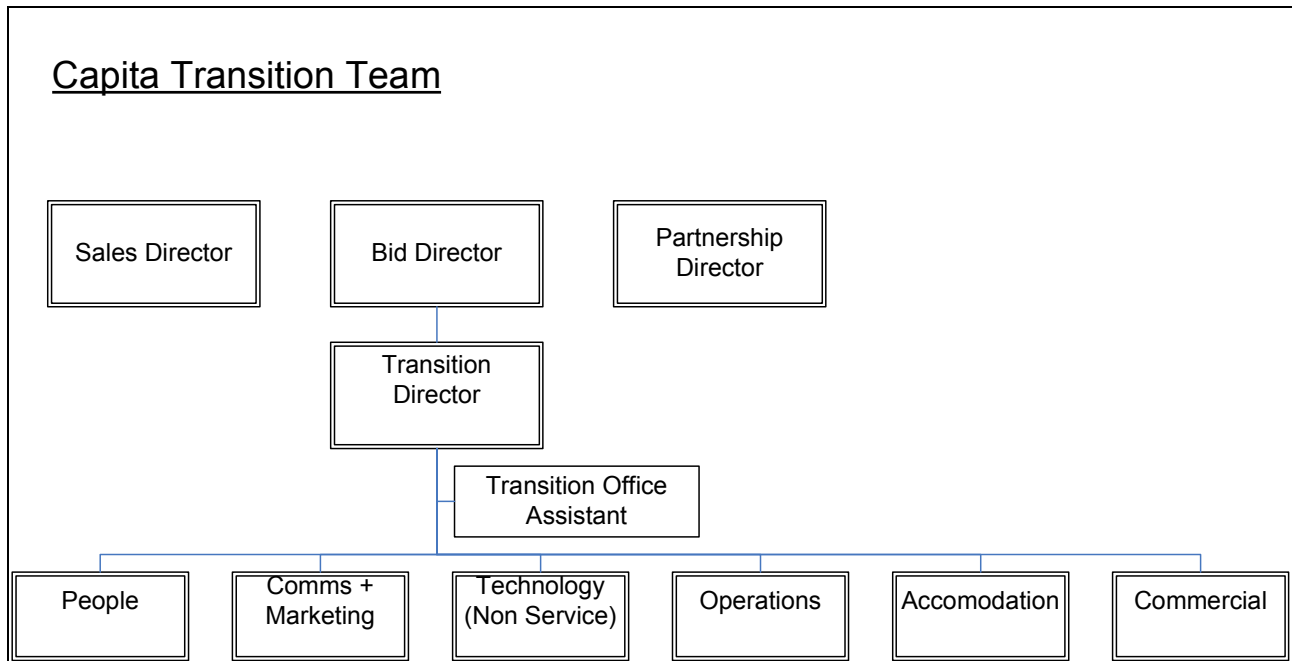 Capita Transition Team
Sales Director
Bid Director
Partnership
Director
Transition
Director
Transition Office
Assistant
People
Comms +
Marketing
Technology
(Non Service)
Operations
Accomodation
Commercial